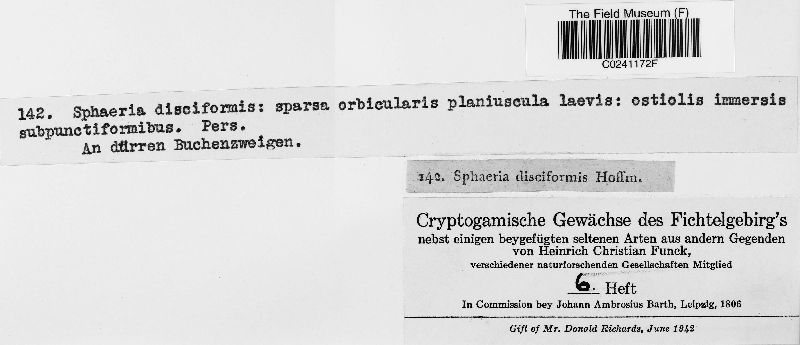 The Field Museum (F)
C0241172F
142. Sphaeria disciformis: sparsa orbicularis planiuscula laevis: ostiolis immersis
subpunctiformibus. Pers.
An dürren Buchenzweigen.
142. Sphaeria disciformis Hoffm.
Cryptogamische Gewächse des Fichtelgebirg's
nebst einigen beygefügten seltenen Arten aus andern Gegenden
von Heinrich Christian Funck,
verschiedener naturforschenden Gesellschaften Mitglied
6. Heft
In Commission bey Johann Ambrosius Barth, Leipzig, 1806
Gift of Mr. Donald Richards, June 1942